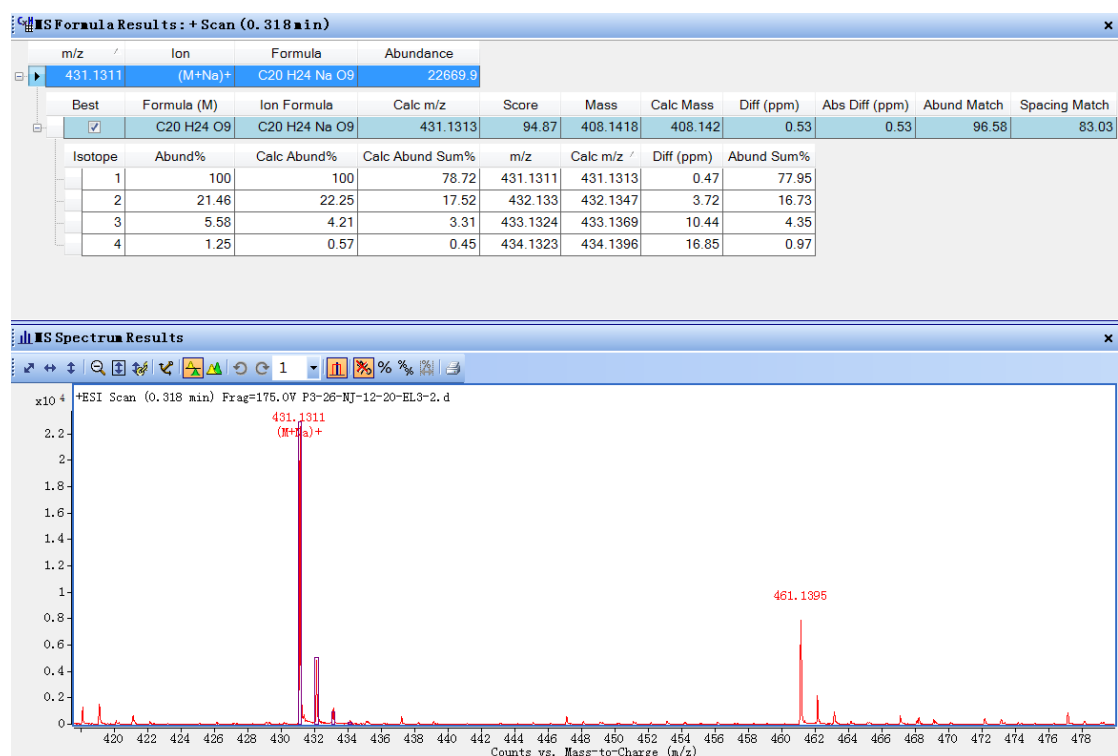 MS Formula Results: + Scan (0.318 min)
m/z Ion Formula Abundance
431.1311 (M+Na)+ C20 H24 Na O9 22669.9
Best Formula (M) Ion Formula Calc m/z Score Mass Calc Mass Diff (ppm) Abs Diff (ppm) Abund Match Spacing Match
C20 H24 O9 C20 H24 Na O9 431.1313 94.87 408.1418 408.142 0.53 0.53 96.58 83.03
Isotope Abund% Calc Abund% Calc Abund Sum% m/z Calc m/z Diff (ppm) Abund Sum%
1 100 100 78.72 431.1311 431.1313 0.47 77.95
2 21.46 22.25 17.52 432.133 432.1347 3.72 16.73
3 5.58 4.21 3.31 433.1324 433.1369 10.44 4.35
4 1.25 0.57 0.45 434.1323 434.1396 16.85 0.97
MS Spectrum Results
1
x10 4 +ESI Scan (0.318 min) Frag=175.0V P3-26-NJ-12-20-EL3-2.d
431.1311
(M+Na)+
2.2
2
1.8
1.6
1.4
1.2
1
461.1395
0.8
0.6
0.4
0.2
0
420 422 424 426 428 430 432 434 436 438 440 442 444 446 448 450 452 454 456 458 460 462 464 466 468 470 472 474 476 478
Counts vs. Mass-to-Charge (m/z)